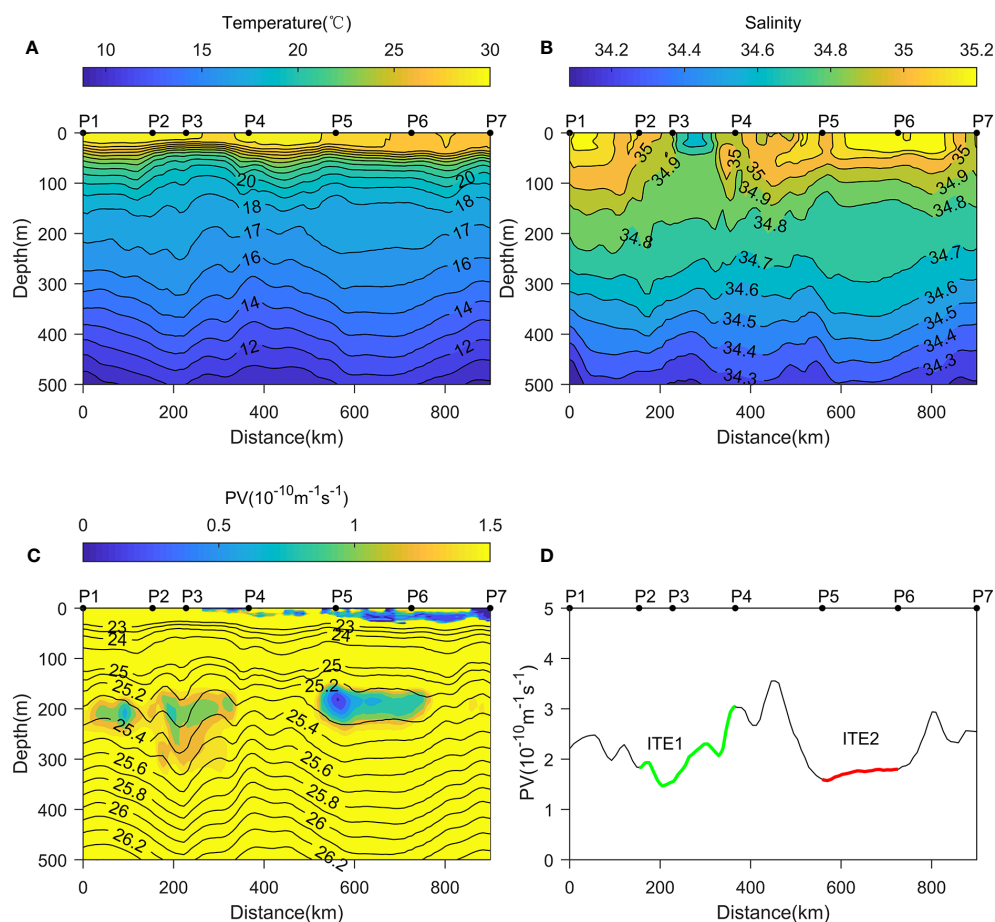 Temperature(℃)
A
10 15 20 25 30
P1 P2 P3 P4 P5 P6 P7
0
100
200
300
400
500
Depth(m)
20
18
17
16
14
12
20
18
17
16
14
12
0 200 400 600 800
Distance(km)
Salinity
B
34.2 34.4 34.6 34.8 35 35.2
P1 P2 P3 P4 P5 P6 P7
0
100
200
300
400
500
Depth(m)
35
34.9
34.8
35
35
34.9
34.8
34.7
34.6
34.5
34.4
34.3
35
34.9
34.8
34.7
34.6
34.5
34.4
34.3
0 200 400 600 800
Distance(km)
PV(10-10m-1s-1)
C
0 0.5 1 1.5
P1 P2 P3 P4 P5 P6 P7
0
100
200
300
400
500
Depth(m)
23
24
25
25.2
25.4
25.6
25.8
26
26.2
23
24
25
25.2
25.4
25.6
25.8
26
26.2
0 200 400 600 800
Distance(km)
D
P1 P2 P3 P4 P5 P6 P7
5
4
3
2
1
0
PV(10-10m-1s-1)
ITE1
ITE2
0 200 400 600 800
Distance(km)